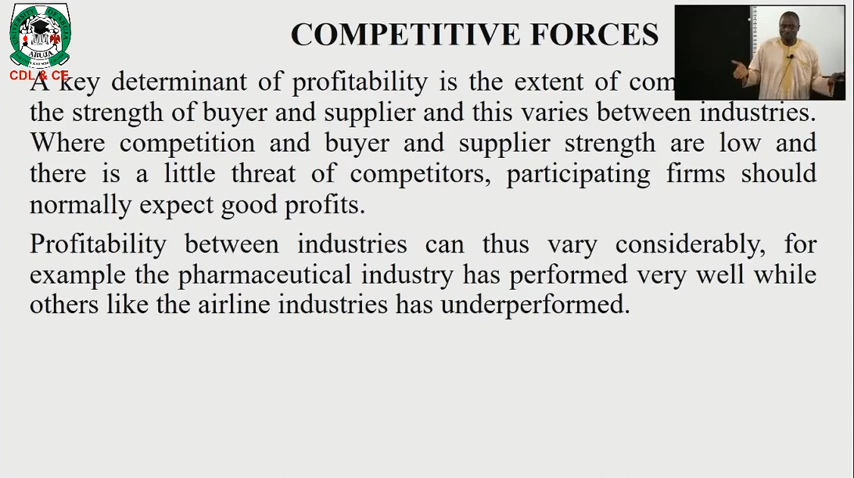 COMPETITIVE FORCES
ABUJA
CDL & CE
A key determinant of profitability is the extent of com
the strength of buyer and supplier and this varies between industries.
Where competition and buyer and supplier strength are low and
there is a little threat of competitors, participating firms should
normally expect good profits.
Profitability between industries can thus vary considerably, for
example the pharmaceutical industry has performed very well while
others like the airline industries has underperformed.